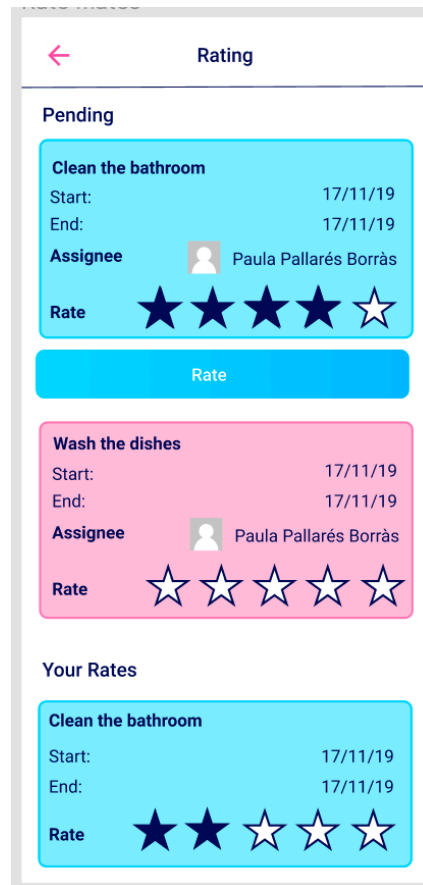 Rating
Pending
Clean the bathroom
Start: 17/11/19
End: 17/11/19
Assignee Paula Pallarés Borràs
Rate
Rate
Wash the dishes
Start: 17/11/19
End: 17/11/19
Assignee Paula Pallarés Borràs
Rate
Your Rates
Clean the bathroom
Start: 17/11/19
End: 17/11/19
Rate